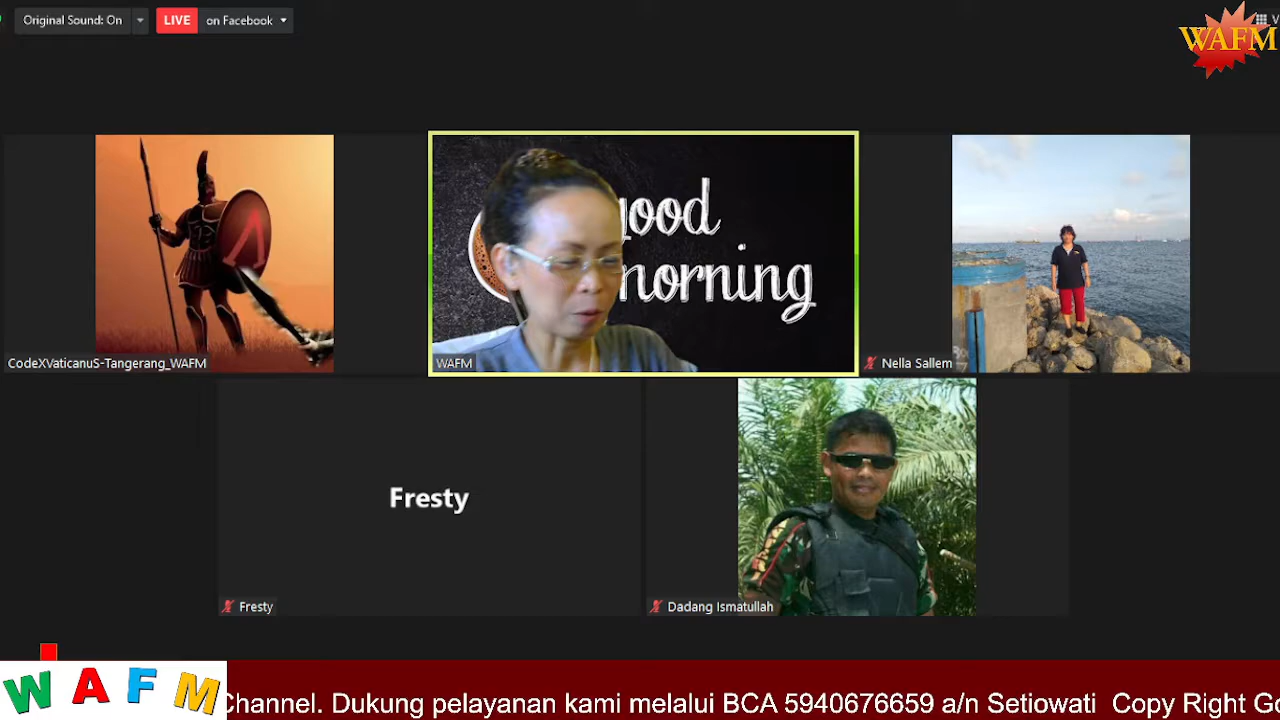 Original Sound: On
LIVE
on Facebook
WAFM
good
morning
CodeXVaticanuS-Tangerang_WAFM
WAFM
Nella Sallem
Fresty
Fresty
Dadang Ismatullah
WAFM
Channel. Dukung pelayanan kami melalui BCA 5940676659 a/n Setiowati Copy Right